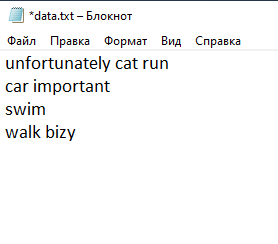 *data.txt – Блокнот
Файл Правка Формат Вид Справка
unfortunately cat run
car important
swim
walk bizy